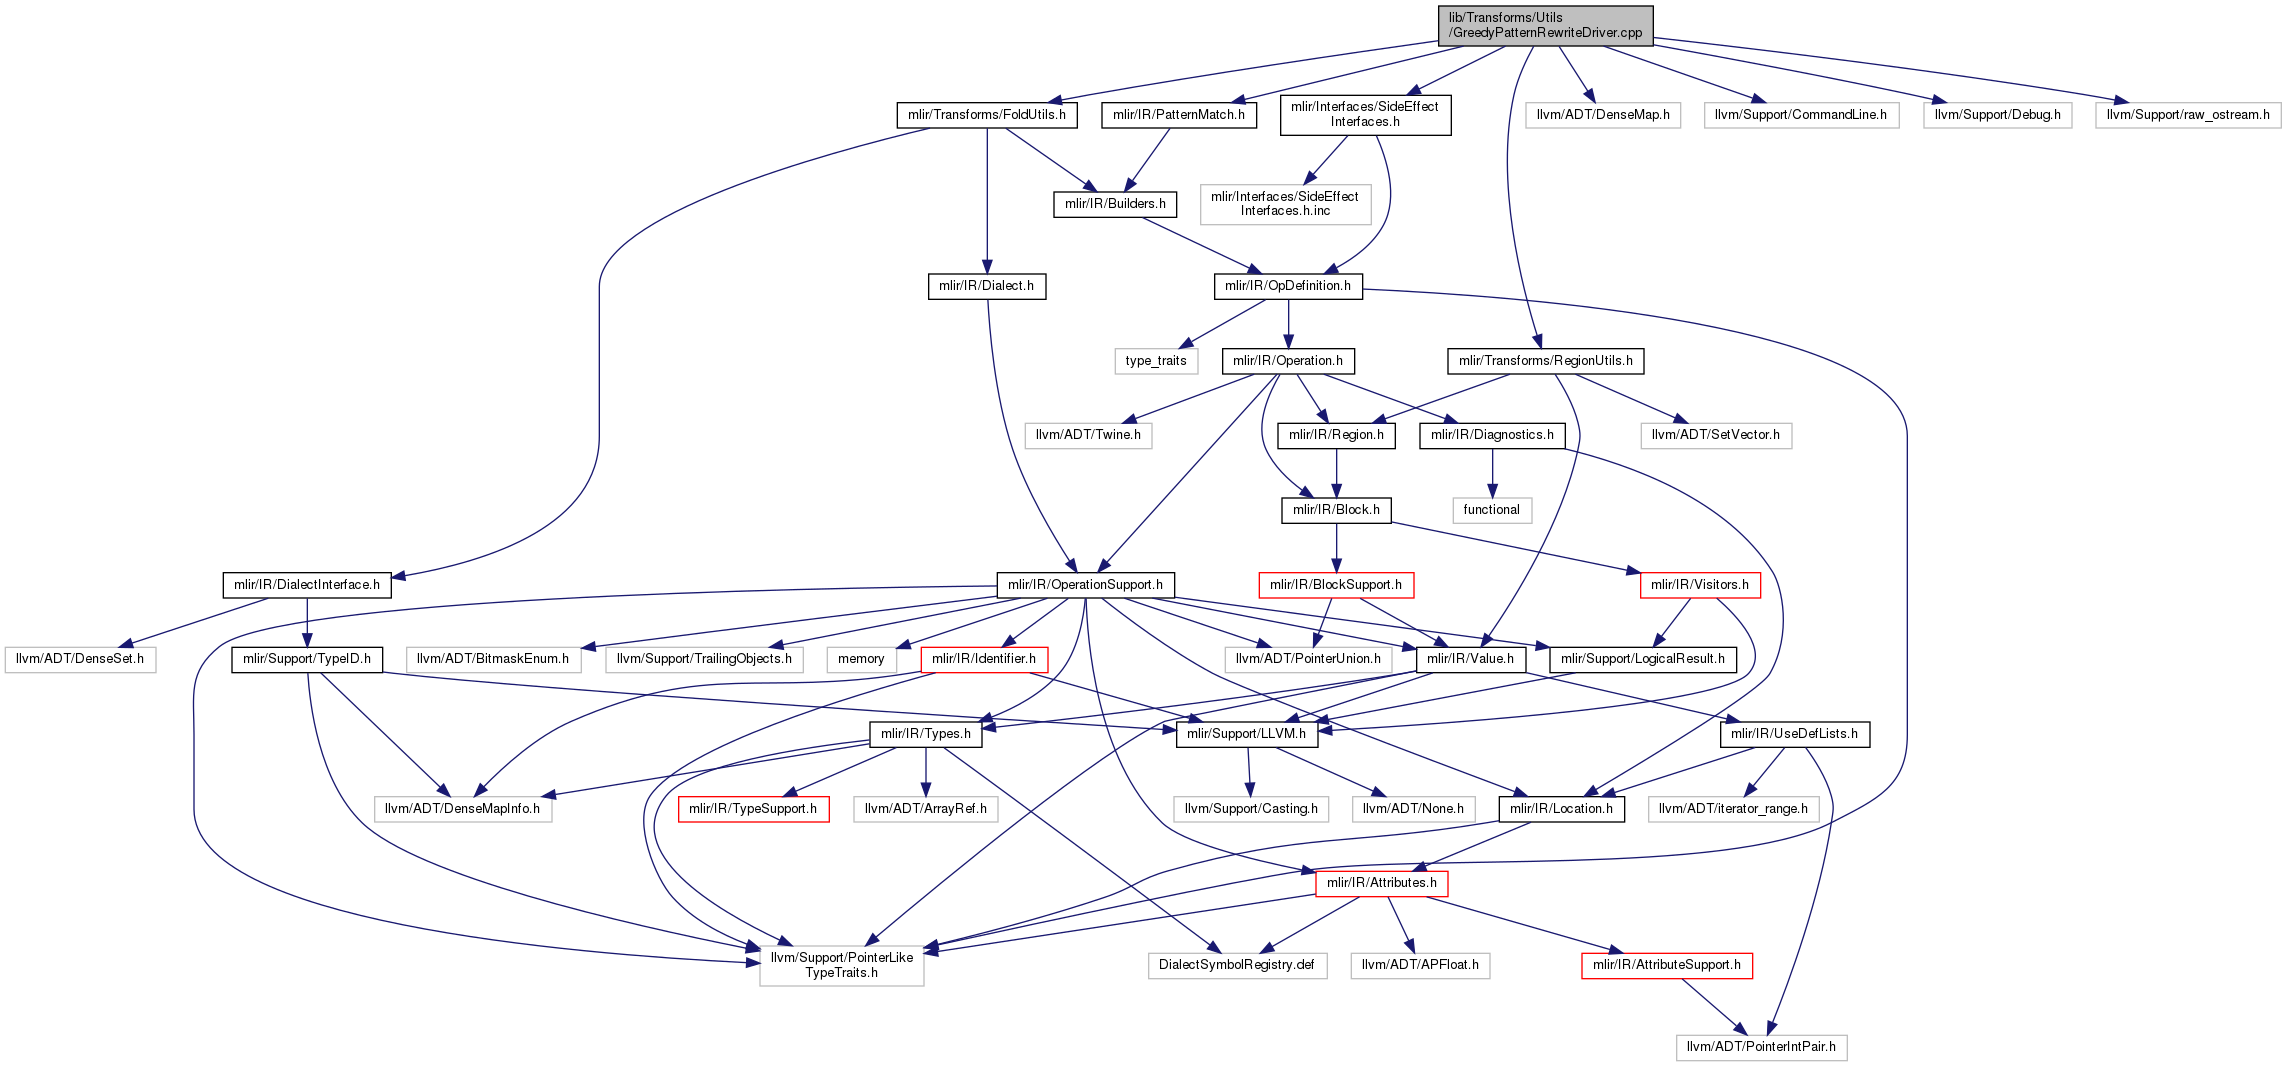 lib/Transforms/Utils
/GreedyPatternRewriteDriver.cpp
mlir/Transforms/FoldUtils.h
mlir/IR/PatternMatch.h
mlir/Interfaces/SideEffect
Interfaces.h
llvm/ADT/DenseMap.h
llvm/Support/CommandLine.h
llvm/Support/Debug.h
llvm/Support/raw_ostream.h
mlir/IR/Builders.h
mlir/Interfaces/SideEffect
Interfaces.h.inc
mlir/IR/Dialect.h
mlir/IR/OpDefinition.h
type_traits
mlir/IR/Operation.h
mlir/Transforms/RegionUtils.h
llvm/ADT/Twine.h
mlir/IR/Region.h
mlir/IR/Diagnostics.h
llvm/ADT/SetVector.h
mlir/IR/Block.h
functional
mlir/IR/DialectInterface.h
mlir/IR/OperationSupport.h
mlir/IR/BlockSupport.h
mlir/IR/Visitors.h
llvm/ADT/DenseSet.h
mlir/Support/TypeID.h
llvm/ADT/BitmaskEnum.h
llvm/Support/TrailingObjects.h
memory
mlir/IR/Identifier.h
llvm/ADT/PointerUnion.h
mlir/IR/Value.h
mlir/Support/LogicalResult.h
mlir/IR/Types.h
mlir/Support/LLVM.h
mlir/IR/UseDefLists.h
llvm/ADT/DenseMapInfo.h
mlir/IR/TypeSupport.h
llvm/ADT/ArrayRef.h
llvm/Support/Casting.h
llvm/ADT/None.h
mlir/IR/Location.h
llvm/ADT/iterator_range.h
mlir/IR/Attributes.h
llvm/Support/PointerLike
TypeTraits.h
DialectSymbolRegistry.def
llvm/ADT/APFloat.h
mlir/IR/AttributeSupport.h
llvm/ADT/PointerIntPair.h